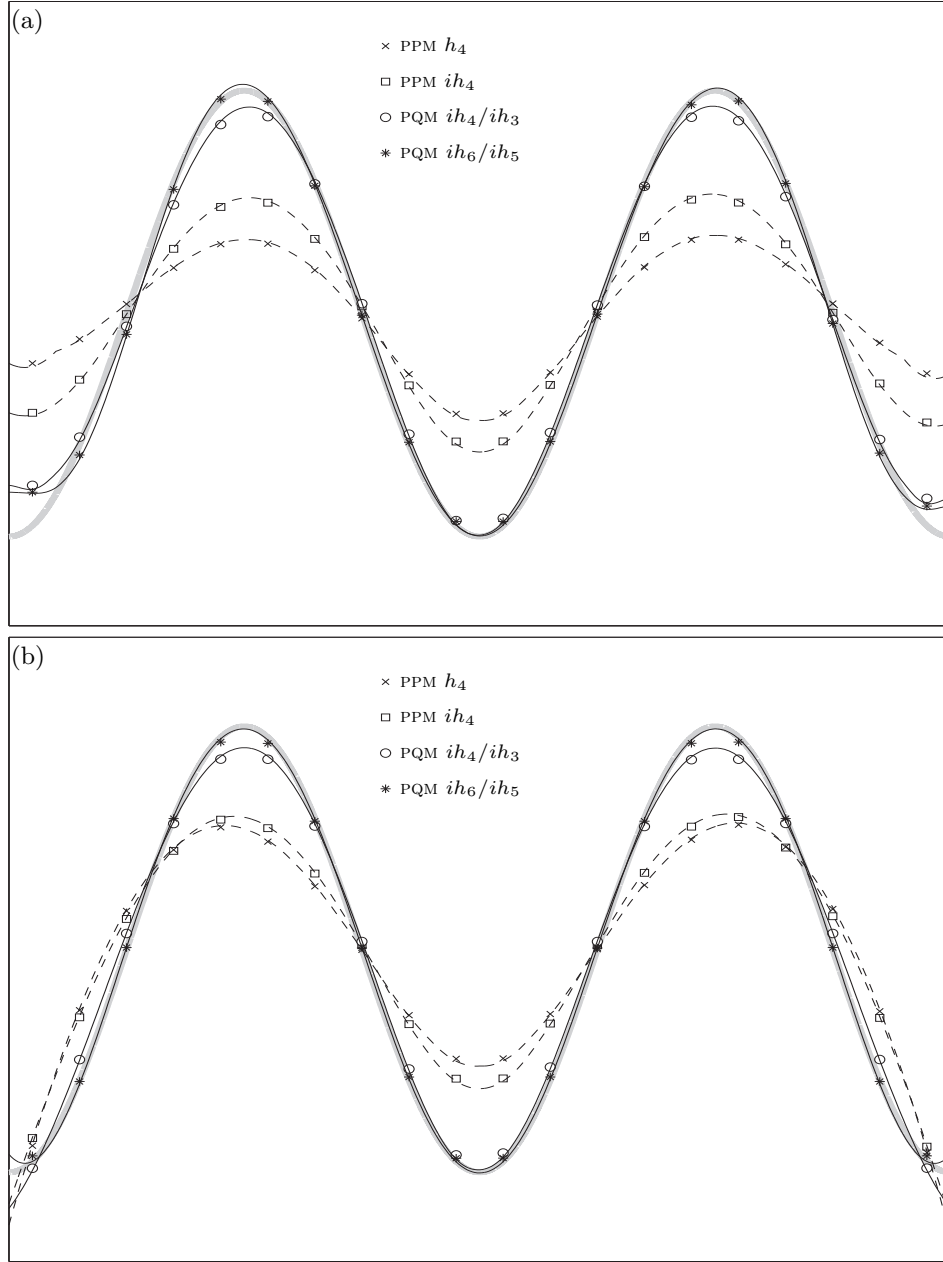 (a)
× PPM h₄
□ PPM ih₄
○ PQM ih₄/ih₃
∗ PQM ih₆/ih₅
(b)
× PPM h₄
□ PPM ih₄
○ PQM ih₄/ih₃
∗ PQM ih₆/ih₅